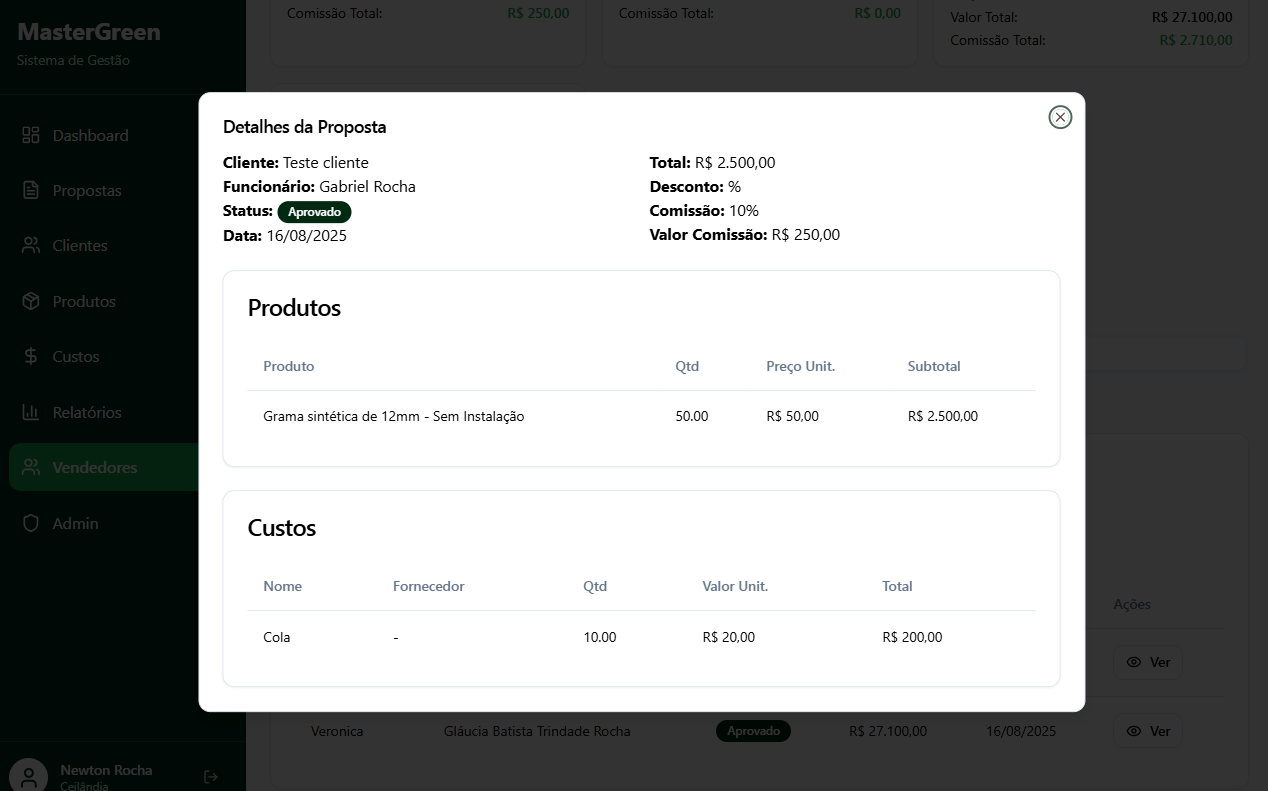 MasterGreen
Sistema de Gestão
Dashboard
Propostas
Clientes
Produtos
Custos
Relatórios
Vendedores
Admin
Newton Rocha
Ceilândia
Comissão Total: R$ 250,00
Comissão Total: R$ 0,00
Valor Total: R$ 27.100,00
Comissão Total: R$ 2.710,00
Detalhes da Proposta
Cliente: Teste cliente
Funcionário: Gabriel Rocha
Status: Aprovado
Data: 16/08/2025
Total: R$ 2.500,00
Desconto: %
Comissão: 10%
Valor Comissão: R$ 250,00
Produtos
Produto Qtd Preço Unit. Subtotal
Grama sintética de 12mm - Sem Instalação 50.00 R$ 50,00 R$ 2.500,00
Custos
Nome Fornecedor Qtd Valor Unit. Total
Cola - 10.00 R$ 20,00 R$ 200,00
Ações
Ver
Veronica Gláucia Batista Trindade Rocha Aprovado R$ 27.100,00 16/08/2025 Ver